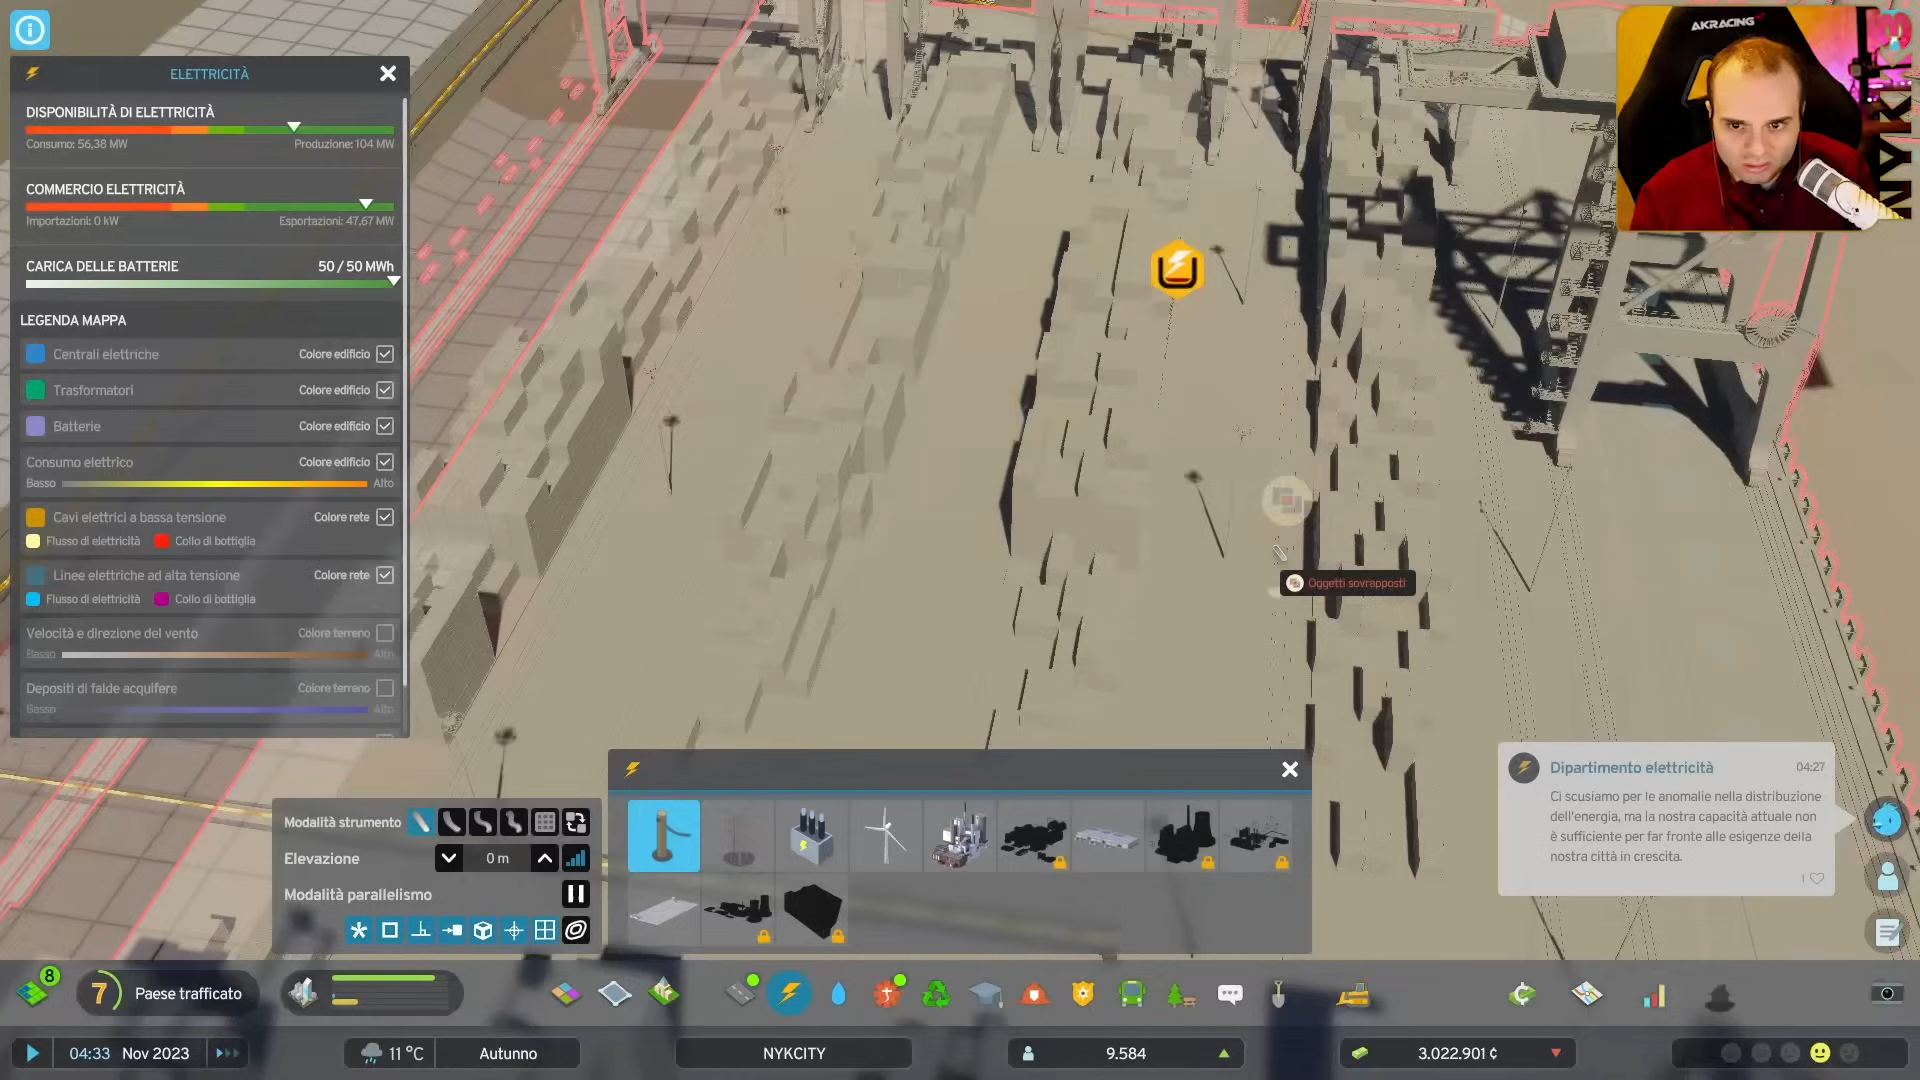 ELETTRICITÀ
DISPONIBILITÀ DI ELETTRICITÀ
Consumo: 56,38 MW Produzione: 104 MW
COMMERCIO ELETTRICITÀ
Importazioni: 0 kW Esportazioni: 47,67 MW
CARICA DELLE BATTERIE 50 / 50 MWh
LEGENDA MAPPA
Centrali elettriche Colore edificio
Trasformatori Colore edificio
Batterie Colore edificio
Consumo elettrico Colore edificio
Basso Alto
Cavi elettrici a bassa tensione Colore rete
Flusso di elettricità Collo di bottiglia
Linee elettriche ad alta tensione Colore rete
Flusso di elettricità Collo di bottiglia
Velocità e direzione del vento Colore terreno
Basso Alto
Depositi di falde acquifere Colore terreno
Basso Alto
AKRACING
NYK
Oggetti sovrapposti
Dipartimento elettricità 04:27
Ci scusiamo per le anomalie nella distribuzione
dell'energia, ma la nostra capacità attuale non
è sufficiente per far fronte alle esigenze della
nostra città in crescita.
1
Modalità strumento
Elevazione 0 m
Modalità parallelismo
8
7 Paese trafficato
04:33 Nov 2023
11 °C Autunno
NYKCITY
9.584
3.022.901 ¢